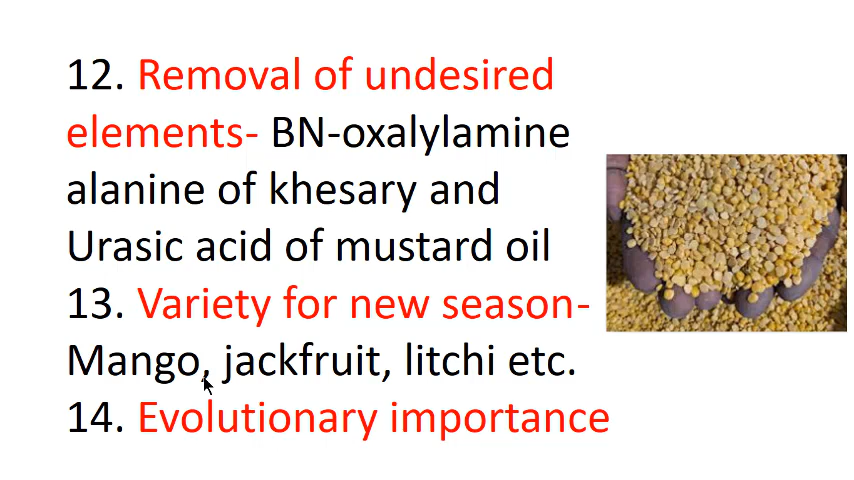 12. Removal of undesired
elements- BN-oxalylamine
alanine of khesary and
Urasic acid of mustard oil
13. Variety for new season-
Mango, jackfruit, litchi etc.
14. Evolutionary importance